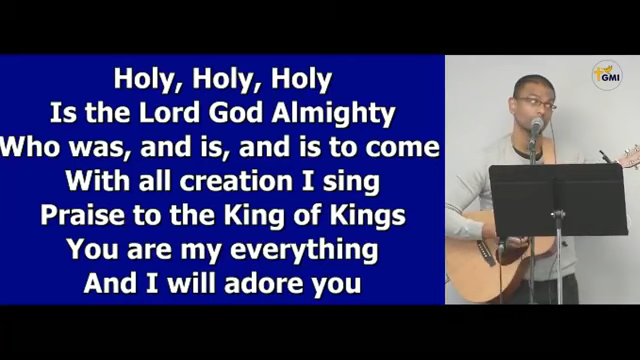 Holy, Holy, Holy
Is the Lord God Almighty
Who was, and is, and is to come
With all creation I sing
Praise to the King of Kings
You are my everything
And I will adore you
GMI